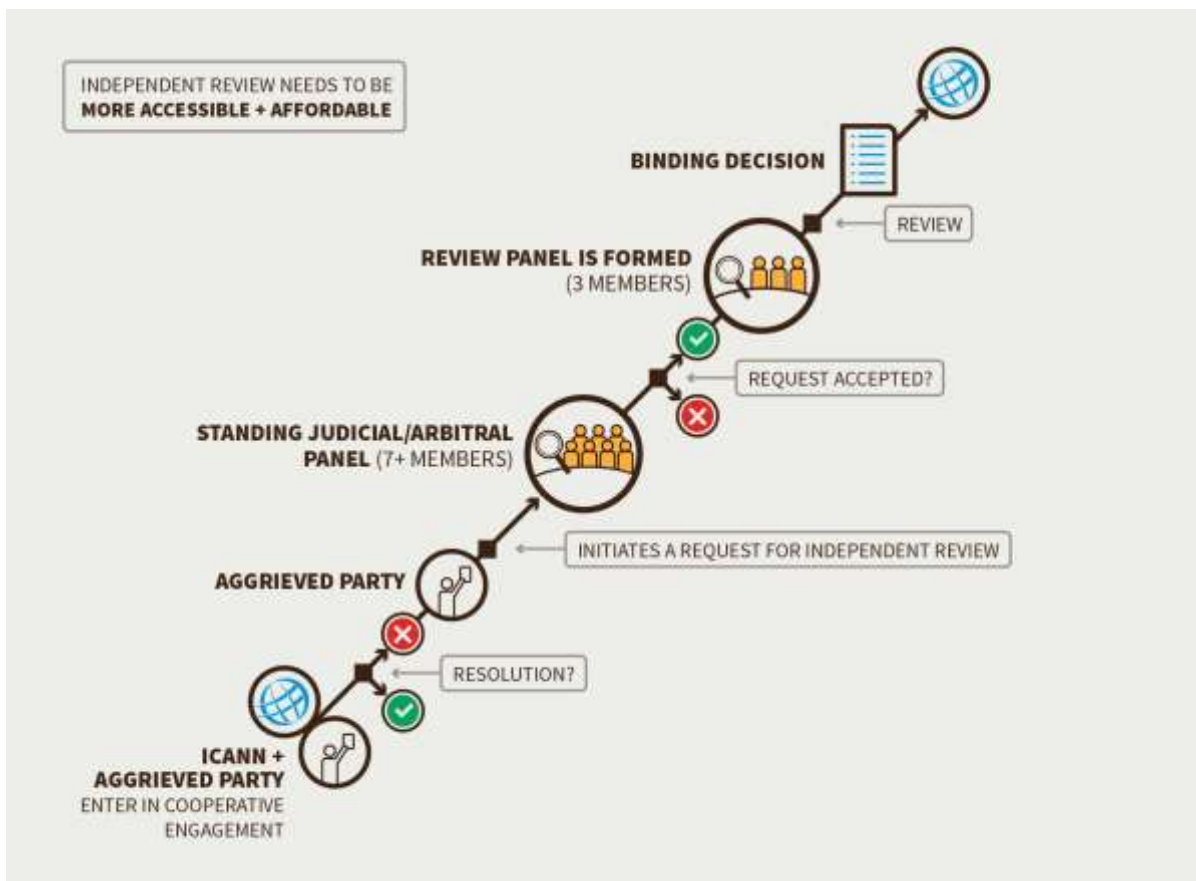 INDEPENDENT REVIEW NEEDS TO BE
MORE ACCESSIBLE + AFFORDABLE
BINDING DECISION
REVIEW
REVIEW PANEL IS FORMED
(3 MEMBERS)
REQUEST ACCEPTED?
STANDING JUDICIAL/ARBITRAL
PANEL (7+ MEMBERS)
INITIATES A REQUEST FOR INDEPENDENT REVIEW
AGGRIEVED PARTY
RESOLUTION?
ICANN +
AGGRIEVED PARTY
ENTER IN COOPERATIVE
ENGAGEMENT